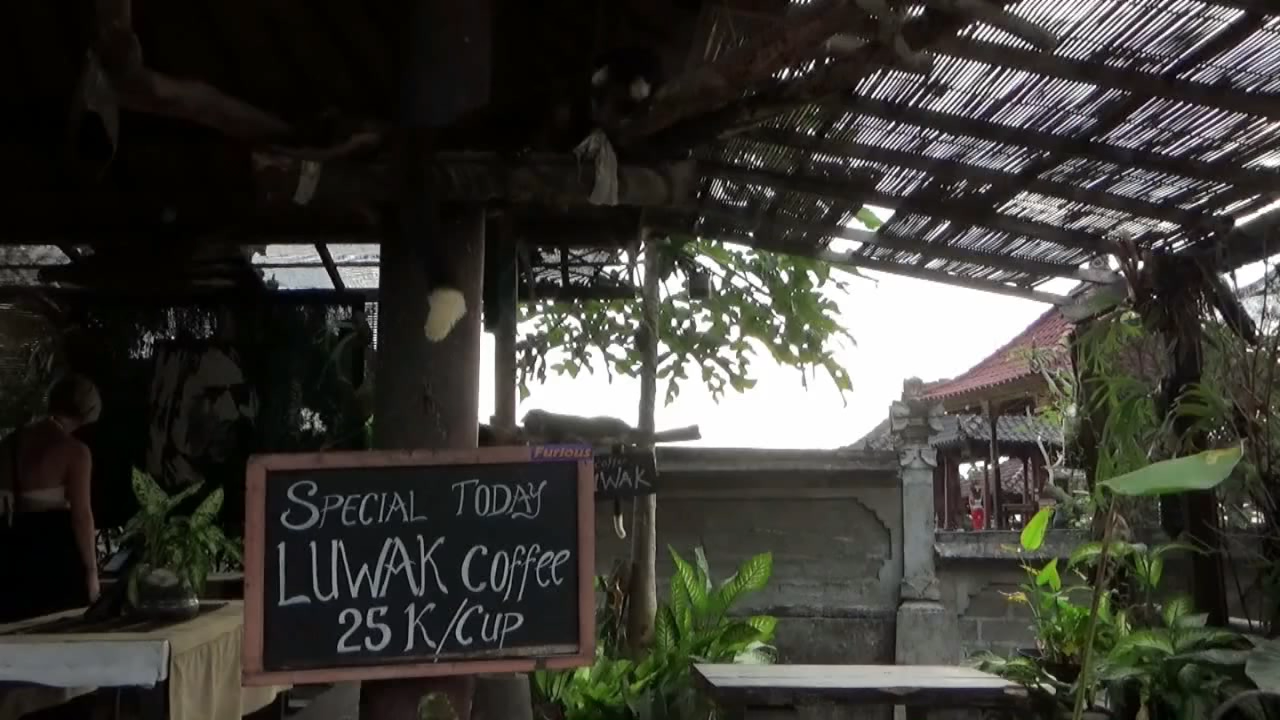 Furious
SPECIAL TODAY
LUWAK COFFEE
25 K/CUP
WAK